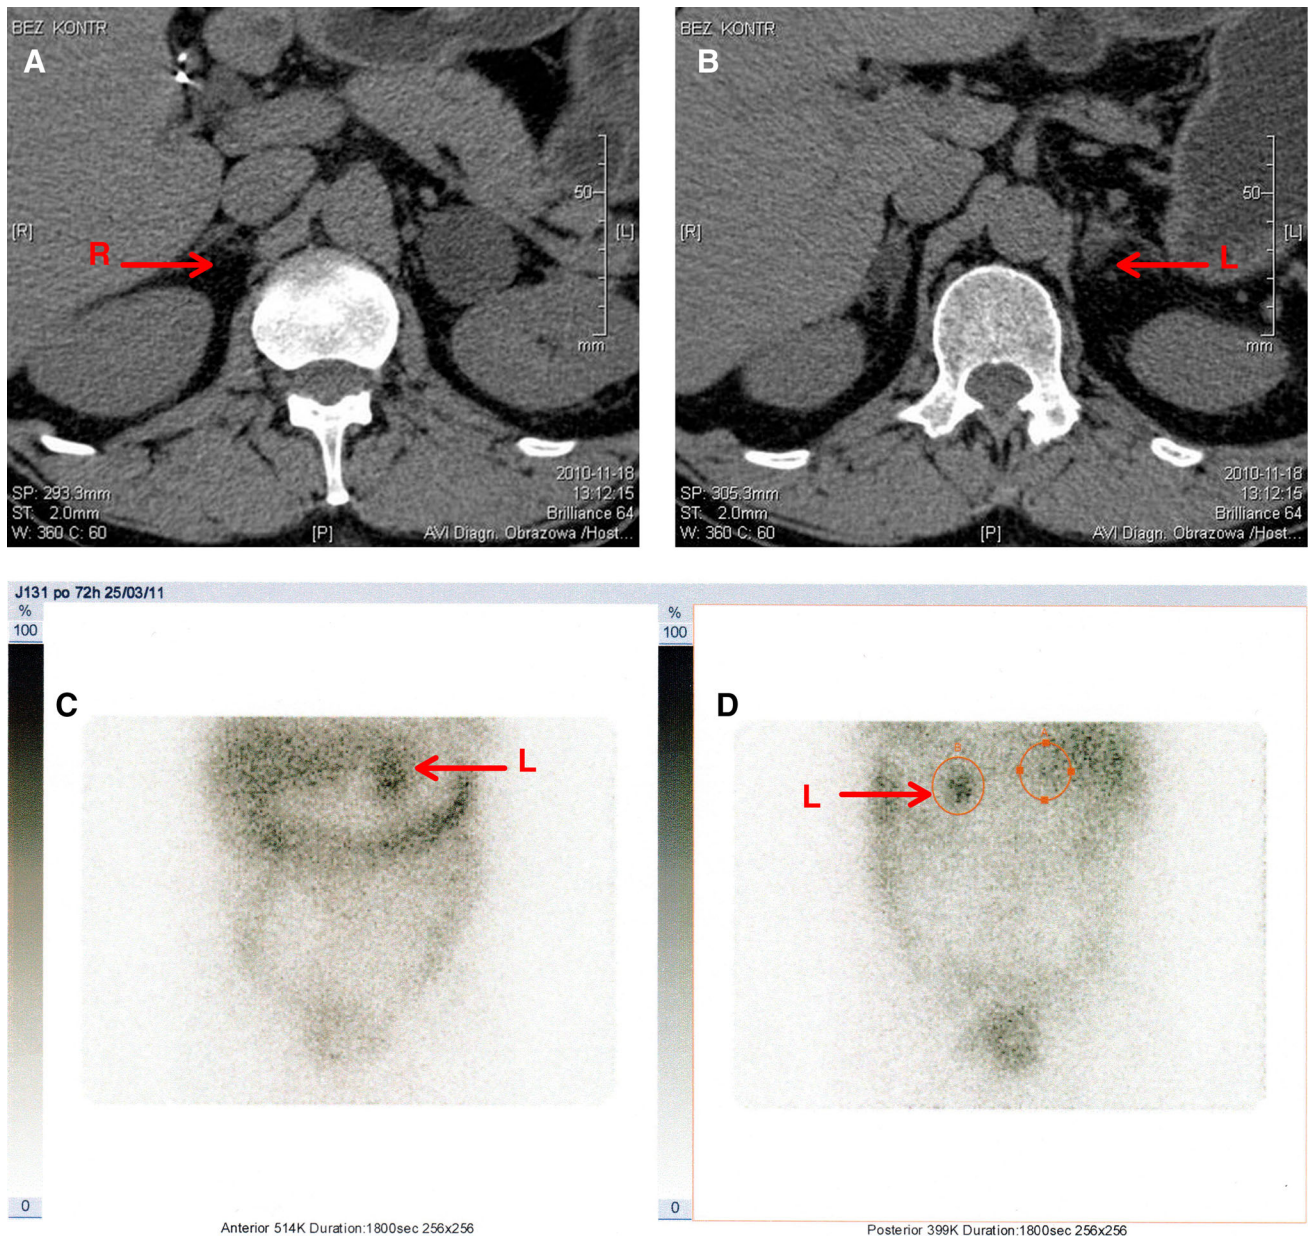 BEZ KONTR
A
50
[R]
[L]
R
mm
2010-11-18
SP: 293.3mm
13:12:15
ST: 2.0mm
Brilliance 64
W: 360 C: 60
[P]
AVI Diagn. Obrazowa /Host...
BEZ KONTR
B
50
[R]
[L]
L
mm
2010-11-18
SP: 305.3mm
13:12:15
ST: 2.0mm
Brilliance 64
W: 360 C: 60
[P]
AVI Diagn. Obrazowa /Host...
J131 po 72h 25/03/11
%
100
C
L
0
Anterior 514K Duration:1800sec 256x256
%
100
D
B
A
L
0
Posterior 399K Duration:1800sec 256x256